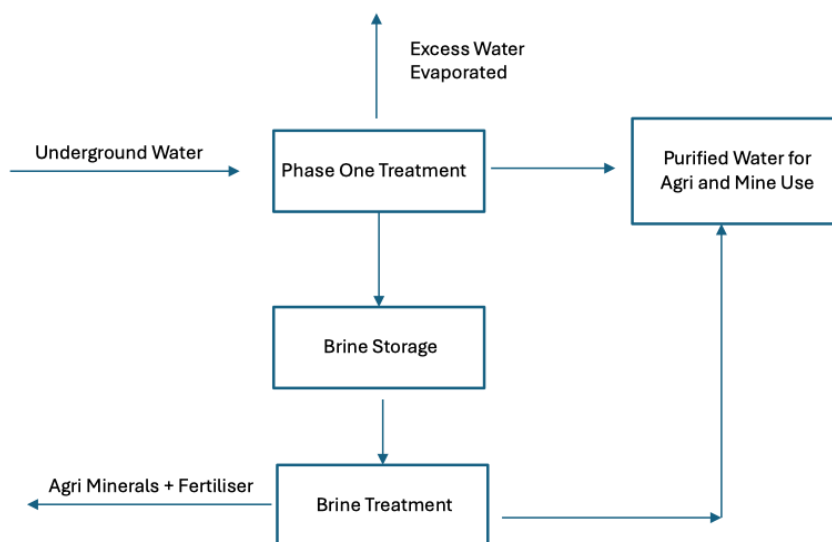 Excess Water
Evaporated
Underground Water
Phase One Treatment
Purified Water for
Agri and Mine Use
Brine Storage
Agri Minerals + Fertiliser
Brine Treatment